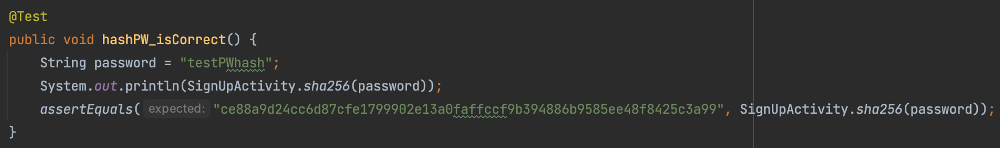 @Test
public void hashPW_isCorrect() {
String password = "testPWhash";
System.out.println(SignUpActivity.sha256(password));
assertEquals( expected: "ce88a9d24cc6d87cfe1799902e13a0faffccf9b394886b9585ee48f8425c3a99", SignUpActivity.sha256(password));
}